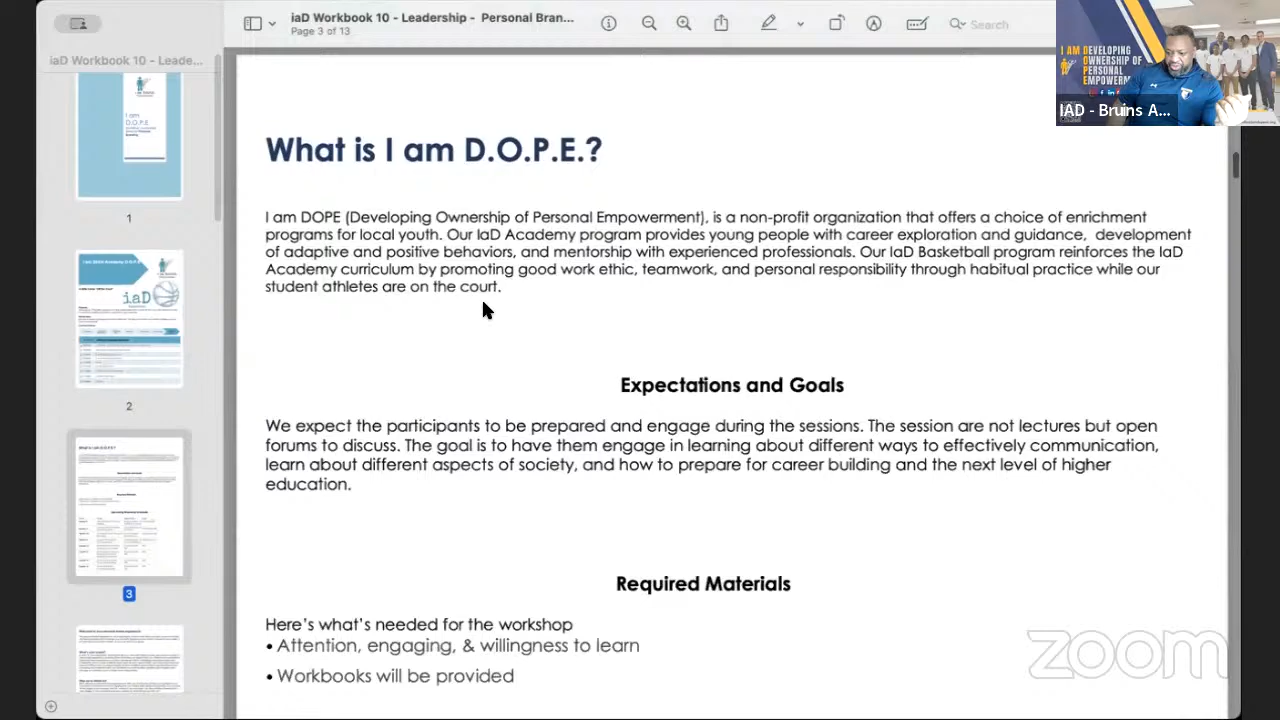 iaD Workbook 10 - Leadership - Personal Bran...
Page 3 of 13
Search
iaD Workbook 10 - Leade...
I AM DEVELOPING
OWNERSHIP OF
PERSONAL
EMPOWERM
IAD - Bruins A...
What is I am D.O.P.E.?
I am DOPE (Developing Ownership of Personal Empowerment), is a non-profit organization that offers a choice of enrichment
programs for local youth. Our IaD Academy program provides young people with career exploration and guidance, development
of adaptive and positive behaviors, and mentorship with experienced professionals. Our IaD Basketball program reinforces the IaD
Academy curriculum by promoting good work ethic, teamwork, and personal responsibility through habitual practice while our
student athletes are on the court.
Expectations and Goals
We expect the participants to be prepared and engage during the sessions. The session are not lectures but open
forums to discuss. The goal is to have them engage in learning about different ways to effectively communication,
learn about different aspects of society, and how to prepare for career building and the next level of higher
education.
Required Materials
Here's what's needed for the workshop
• Attention, engaging, & willingness to learn
• Workbooks will be provided
I am
D.O.P.E
1
iaD
2
3
zoom